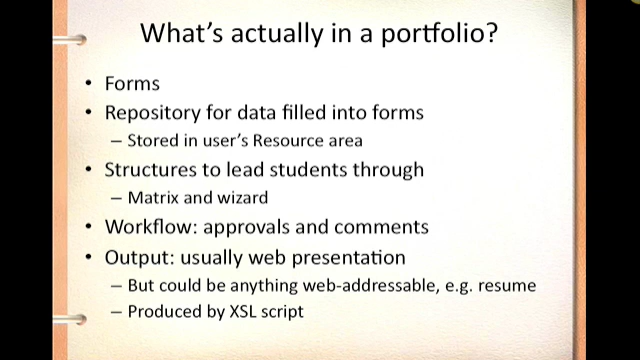 What's actually in a portfolio?
• Forms
• Repository for data filled into forms
– Stored in user's Resource area
• Structures to lead students through
– Matrix and wizard
• Workflow: approvals and comments
• Output: usually web presentation
– But could be anything web-addressable, e.g. resume
– Produced by XSL script